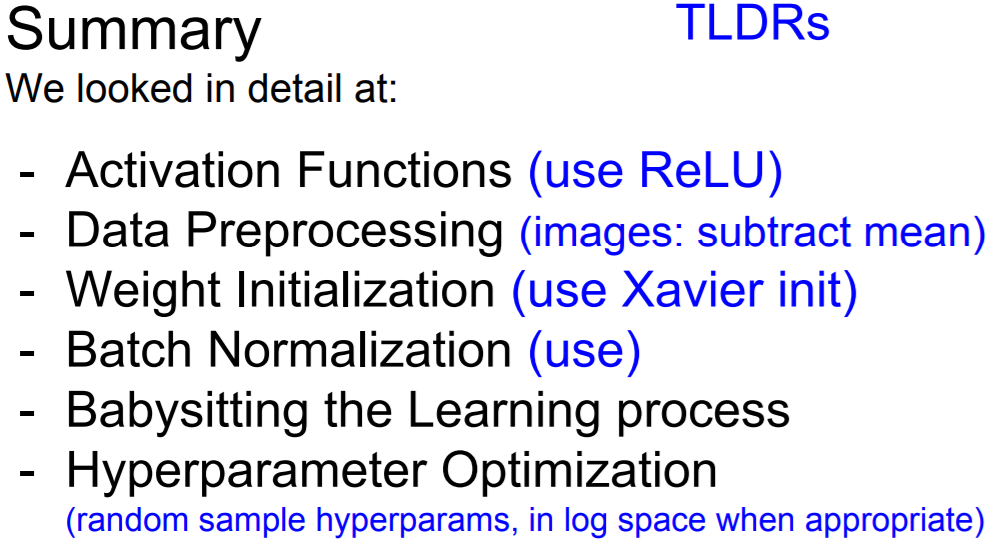 Summary TLDRs
We looked in detail at:
- Activation Functions (use ReLU)
- Data Preprocessing (images: subtract mean)
- Weight Initialization (use Xavier init)
- Batch Normalization (use)
- Babysitting the Learning process
- Hyperparameter Optimization
(random sample hyperparams, in log space when appropriate)